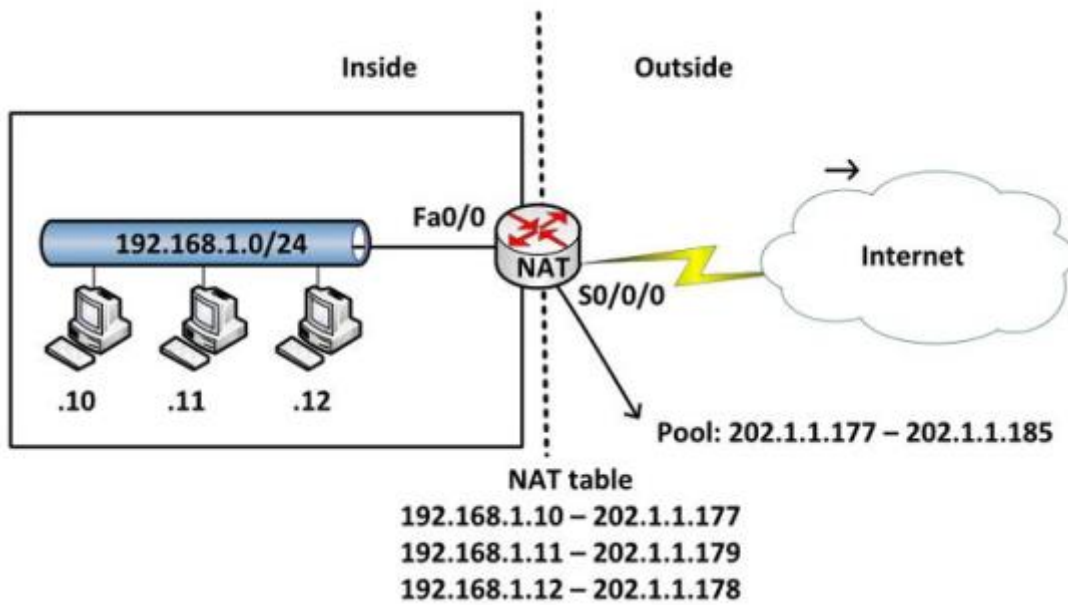 Inside
Outside
Fa0/0
192.168.1.0/24
NAT
S0/0/0
Internet
.10
.11
.12
Pool: 202.1.1.177 – 202.1.1.185
NAT table
192.168.1.10 – 202.1.1.177
192.168.1.11 – 202.1.1.179
192.168.1.12 – 202.1.1.178